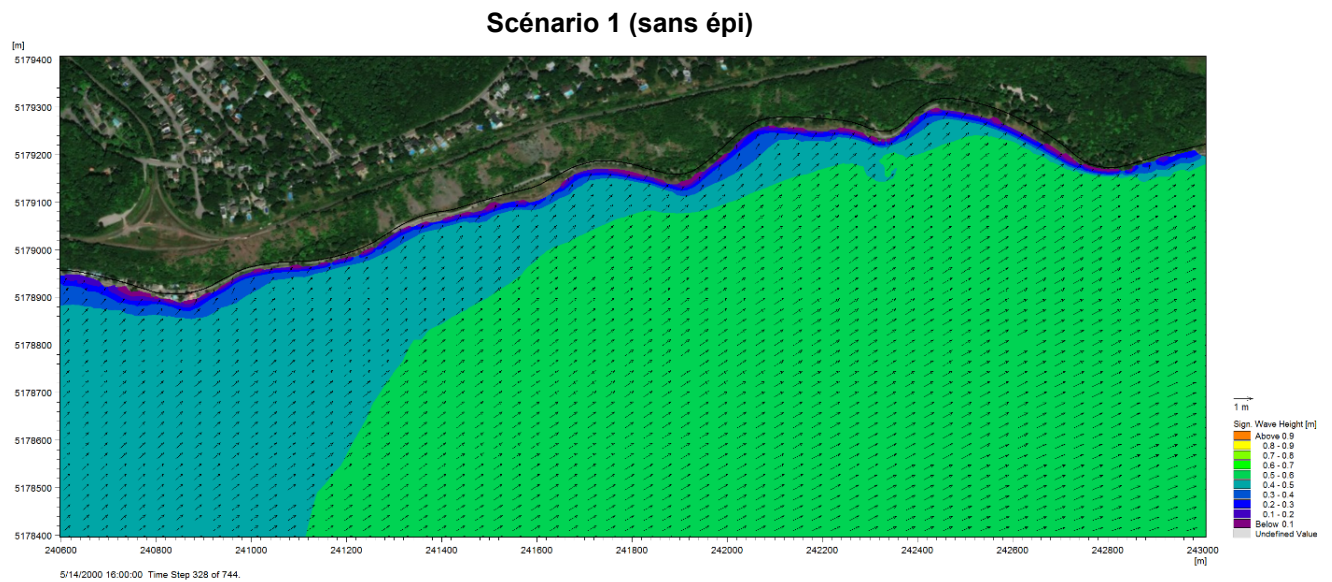 Scénario 1 (sans épi)
[m]
5179400
5179300
5179200
5179100
5179000
5178900
5178800
5178700
5178600
5178500
5178400
240600 240800 241000 241200 241400 241600 241800 242000 242200 242400 242600 242800 243000
[m]
5/14/2000 16:00:00 Time Step 328 of 744.
1 m
Sign. Wave Height [m]
Above 0.9
0.8 - 0.9
0.7 - 0.8
0.6 - 0.7
0.5 - 0.6
0.4 - 0.5
0.3 - 0.4
0.2 - 0.3
0.1 - 0.2
Below 0.1
Undefined Value